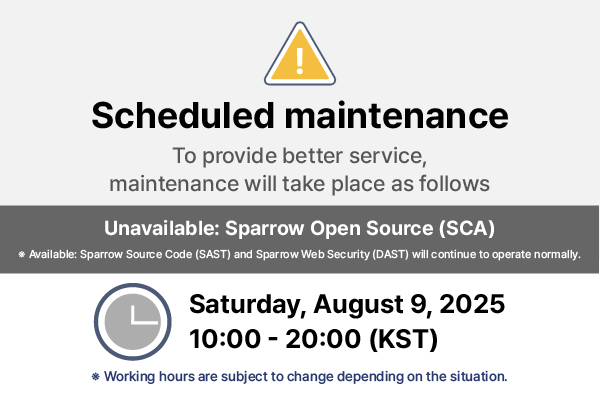 Scheduled maintenance
To provide better service,
maintenance will take place as follows
Unavailable: Sparrow Open Source (SCA)
※ Available: Sparrow Source Code (SAST) and Sparrow Web Security (DAST) will continue to operate normally.
Saturday, August 9, 2025
10:00 - 20:00 (KST)
※ Working hours are subject to change depending on the situation.